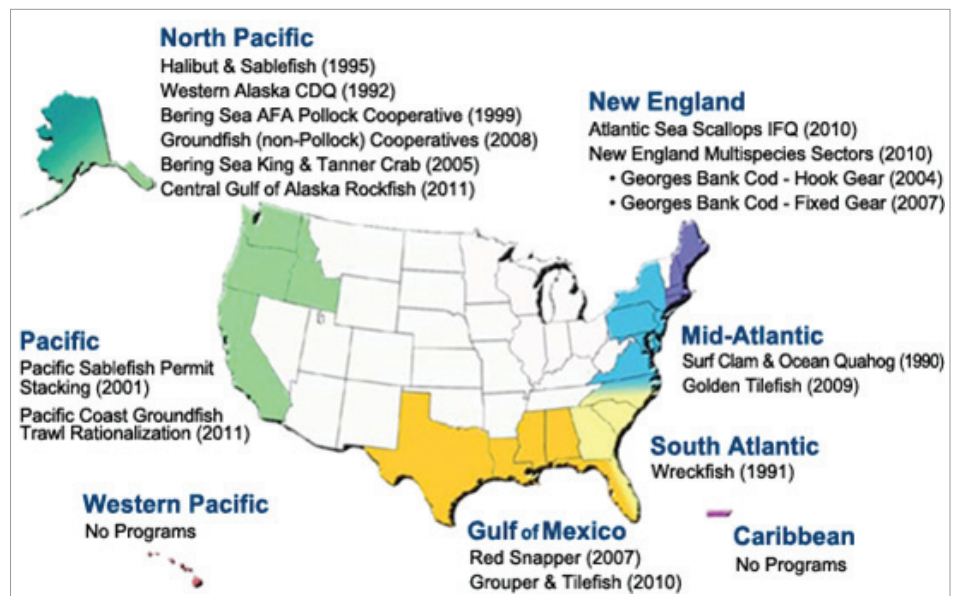 North Pacific
Halibut & Sablefish (1995)
Western Alaska CDQ (1992)
Bering Sea AFA Pollock Cooperative (1999)
Groundfish (non-Pollock) Cooperatives (2008)
Bering Sea King & Tanner Crab (2005)
Central Gulf of Alaska Rockfish (2011)
New England
Atlantic Sea Scallops IFQ (2010)
New England Multispecies Sectors (2010)
• Georges Bank Cod - Hook Gear (2004)
• Georges Bank Cod - Fixed Gear (2007)
Pacific
Pacific Sablefish Permit
Stacking (2001)
Pacific Coast Groundfish
Trawl Rationalization (2011)
Mid-Atlantic
Surf Clam & Ocean Quahog (1990)
Golden Tilefish (2009)
South Atlantic
Wreckfish (1991)
Western Pacific
No Programs
Gulf of Mexico
Red Snapper (2007)
Grouper & Tilefish (2010)
Caribbean
No Programs